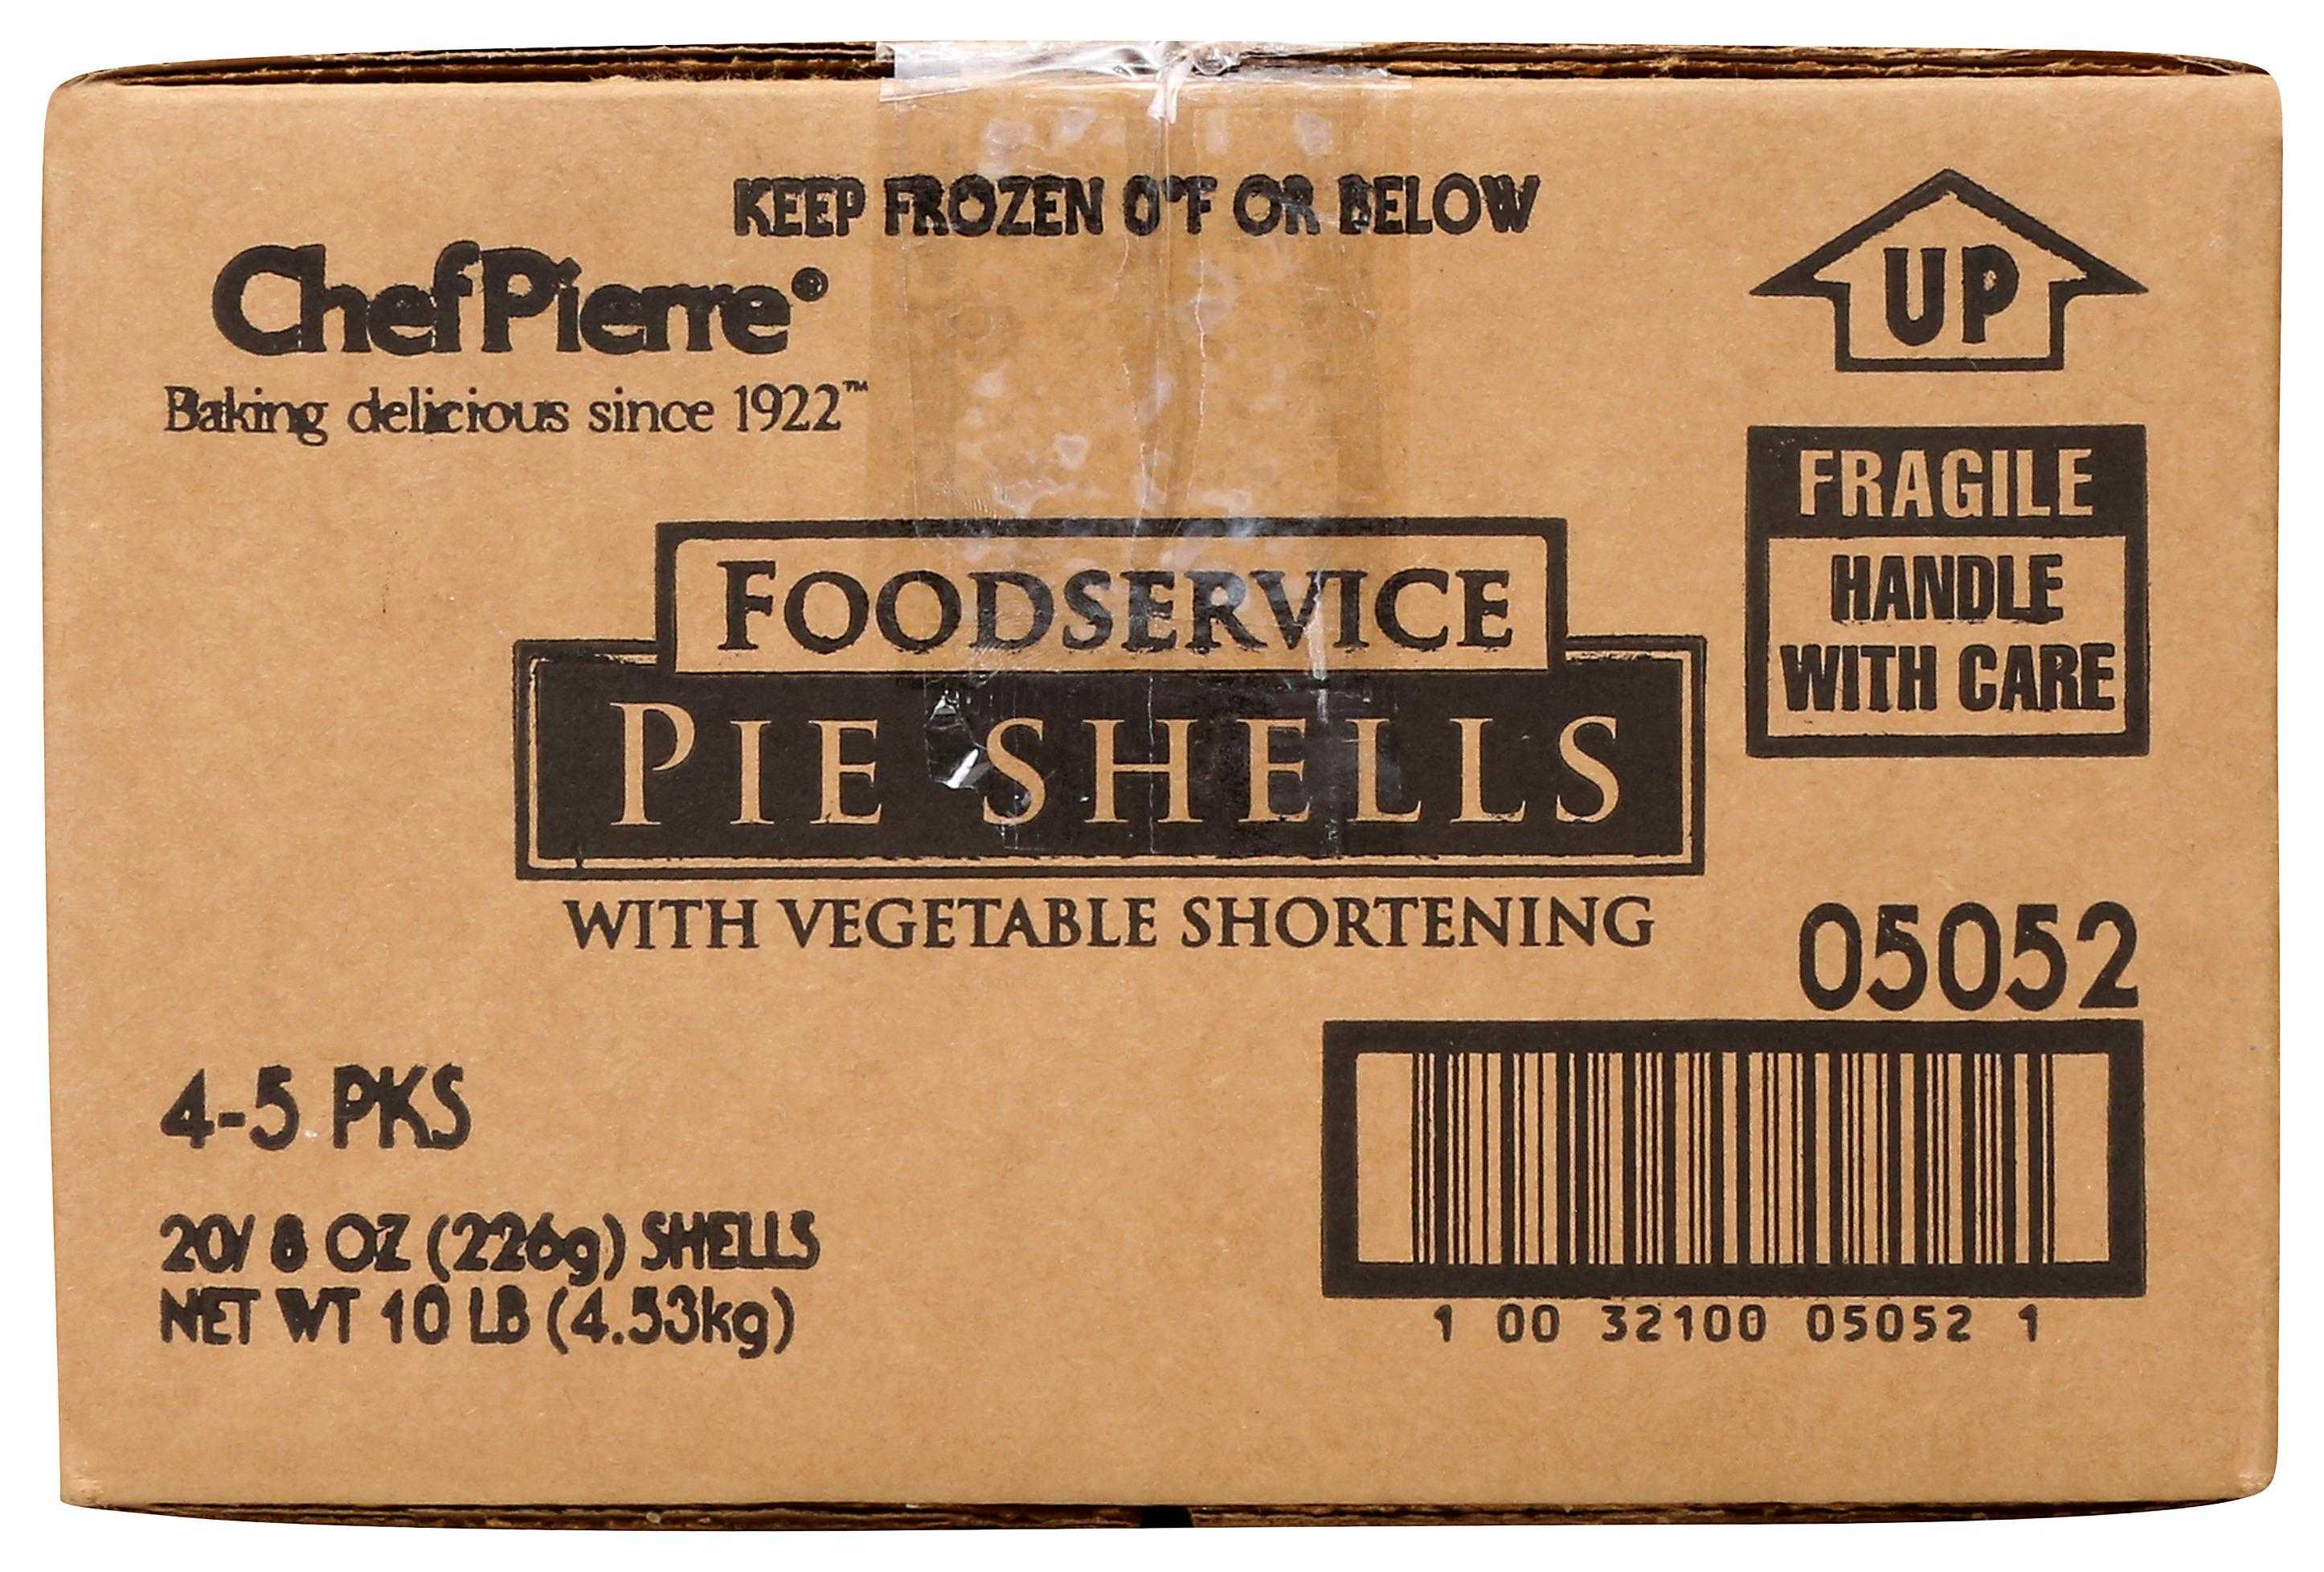 KEEP FROZEN 0°F OR BELOW
ChefPierre®
Baking delicious since 1922™
UP
FRAGILE
HANDLE
WITH CARE
FOODSERVICE
PIE SHELLS
WITH VEGETABLE SHORTENING
05052
4-5 PKS
20/ 8 OZ (226g) SHELLS
NET WT 10 LB (4.53kg)
1 00 32100 05052 1